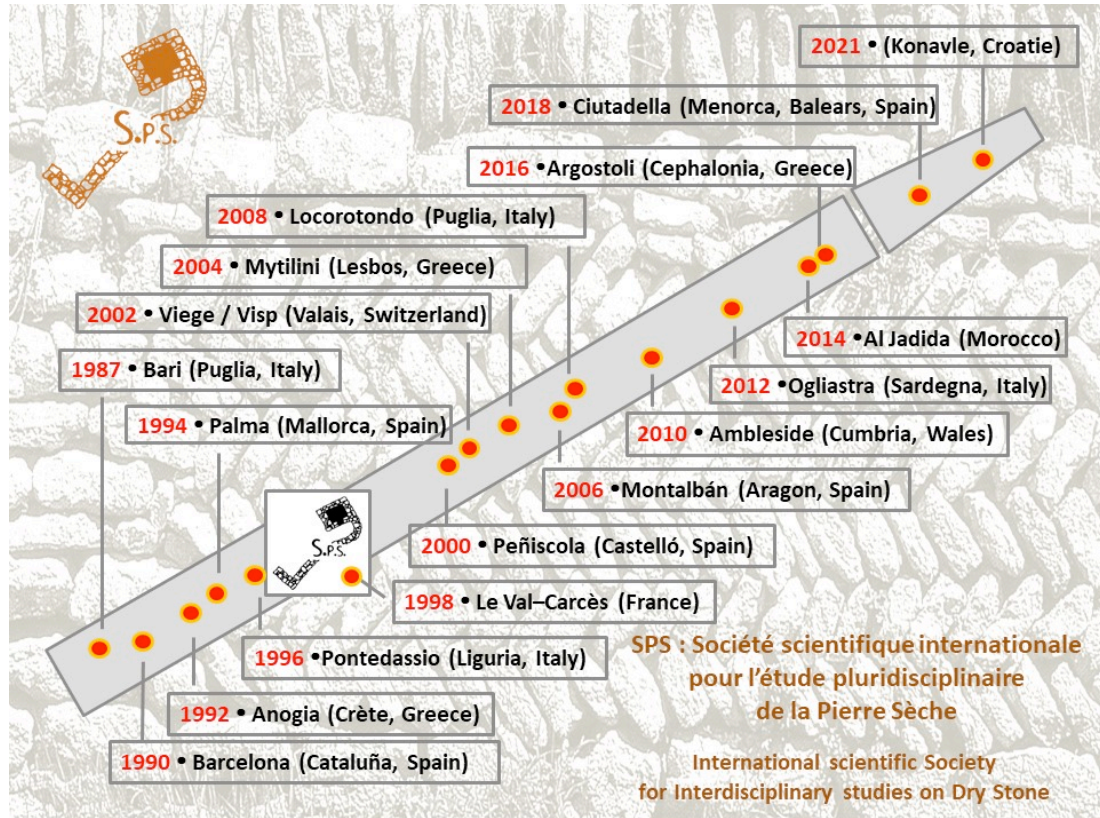 2021 • (Konavle, Croatie)
2018 • Ciutadella (Menorca, Balears, Spain)
S.P.S.
2016 •Argostoli (Cephalonia, Greece)
2008 • Locorotondo (Puglia, Italy)
2004 • Mytilini (Lesbos, Greece)
2002 • Viege / Visp (Valais, Switzerland)
2014 •Al Jadida (Morocco)
1987 • Bari (Puglia, Italy)
2012 •Ogliastra (Sardegna, Italy)
1994 • Palma (Mallorca, Spain)
2010 • Ambleside (Cumbria, Wales)
2006 •Montalbán (Aragon, Spain)
S.P.S.
2000 • Peñiscola (Castelló, Spain)
1998 • Le Val–Carcès (France)
1996 •Pontedassio (Liguria, Italy)
1992 • Anogia (Crète, Greece)
1990 • Barcelona (Cataluña, Spain)
SPS : Société scientifique internationale
pour l’étude pluridisciplinaire
de la Pierre Sèche
International scientific Society
for Interdisciplinary studies on Dry Stone